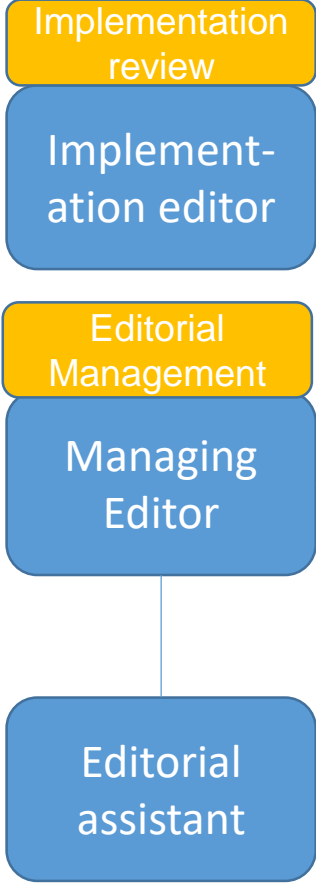 Implementation
review
Implement-
ation editor
Editorial
Management
Managing
Editor
Editorial
assistant